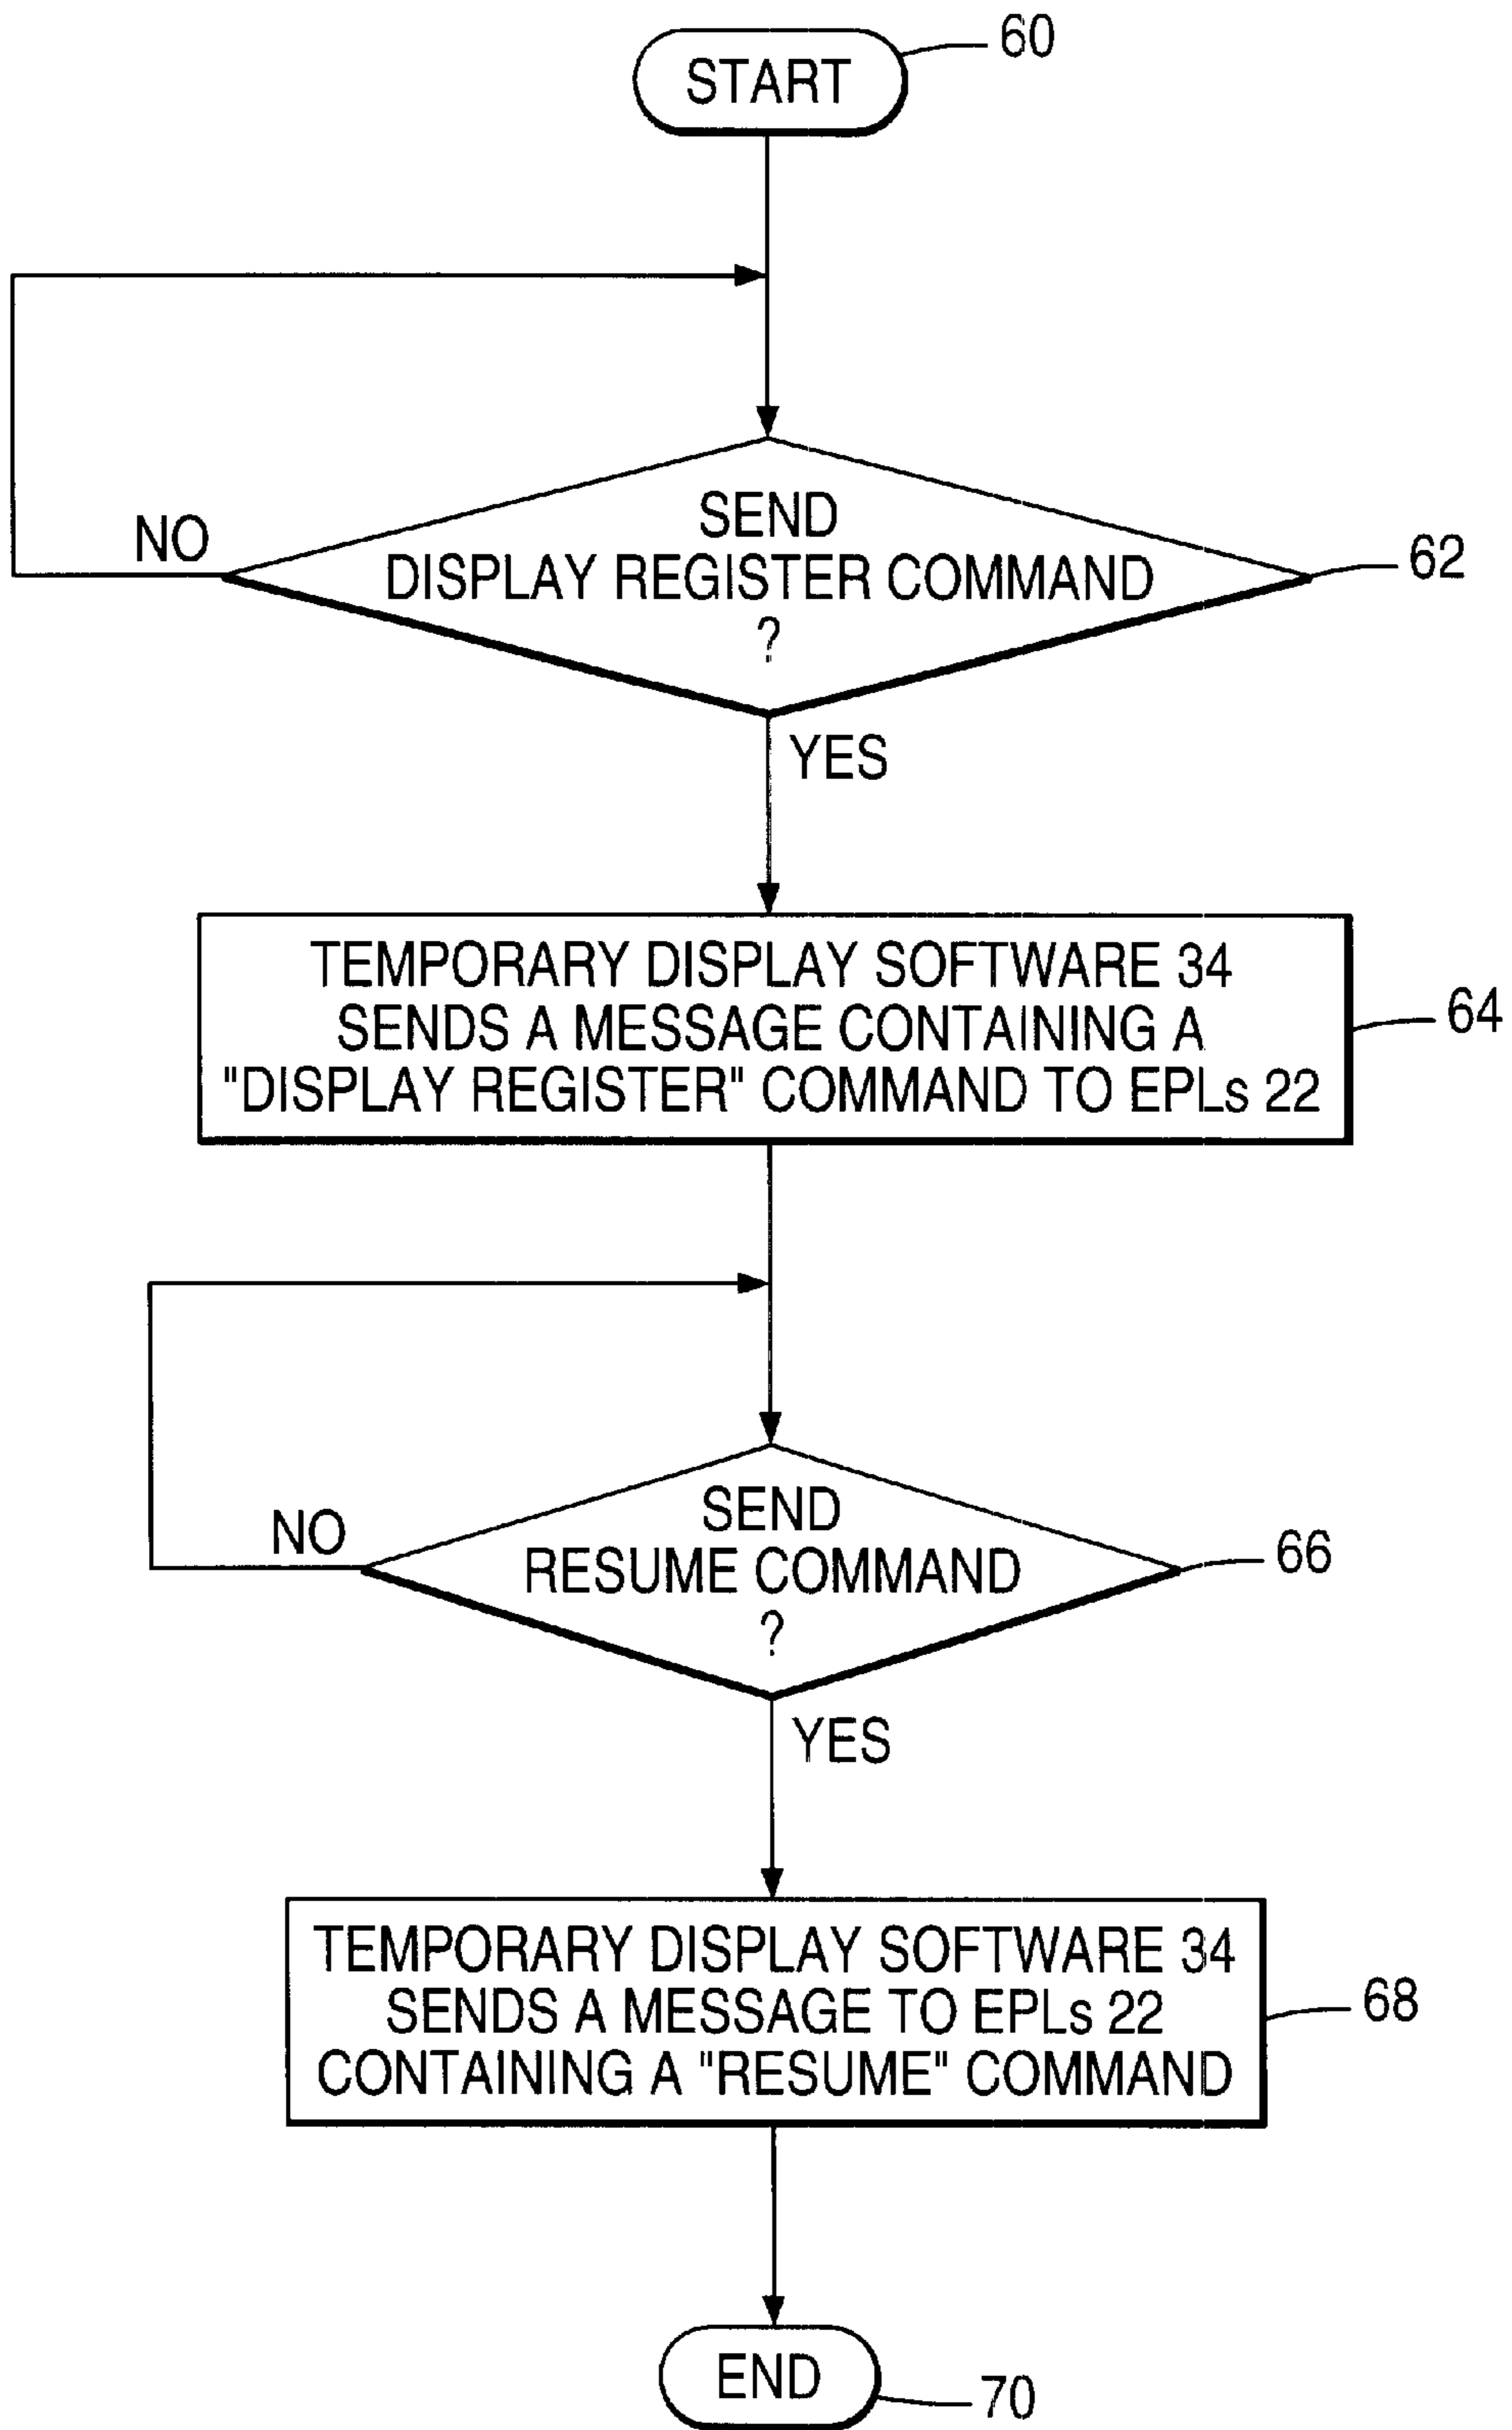 START
60
SEND
DISPLAY REGISTER COMMAND
?
62
NO
YES
TEMPORARY DISPLAY SOFTWARE 34
SENDS A MESSAGE CONTAINING A
"DISPLAY REGISTER" COMMAND TO EPLs 22
64
SEND
RESUME COMMAND
?
66
NO
YES
TEMPORARY DISPLAY SOFTWARE 34
SENDS A MESSAGE TO EPLs 22
CONTAINING A "RESUME" COMMAND
68
END
70